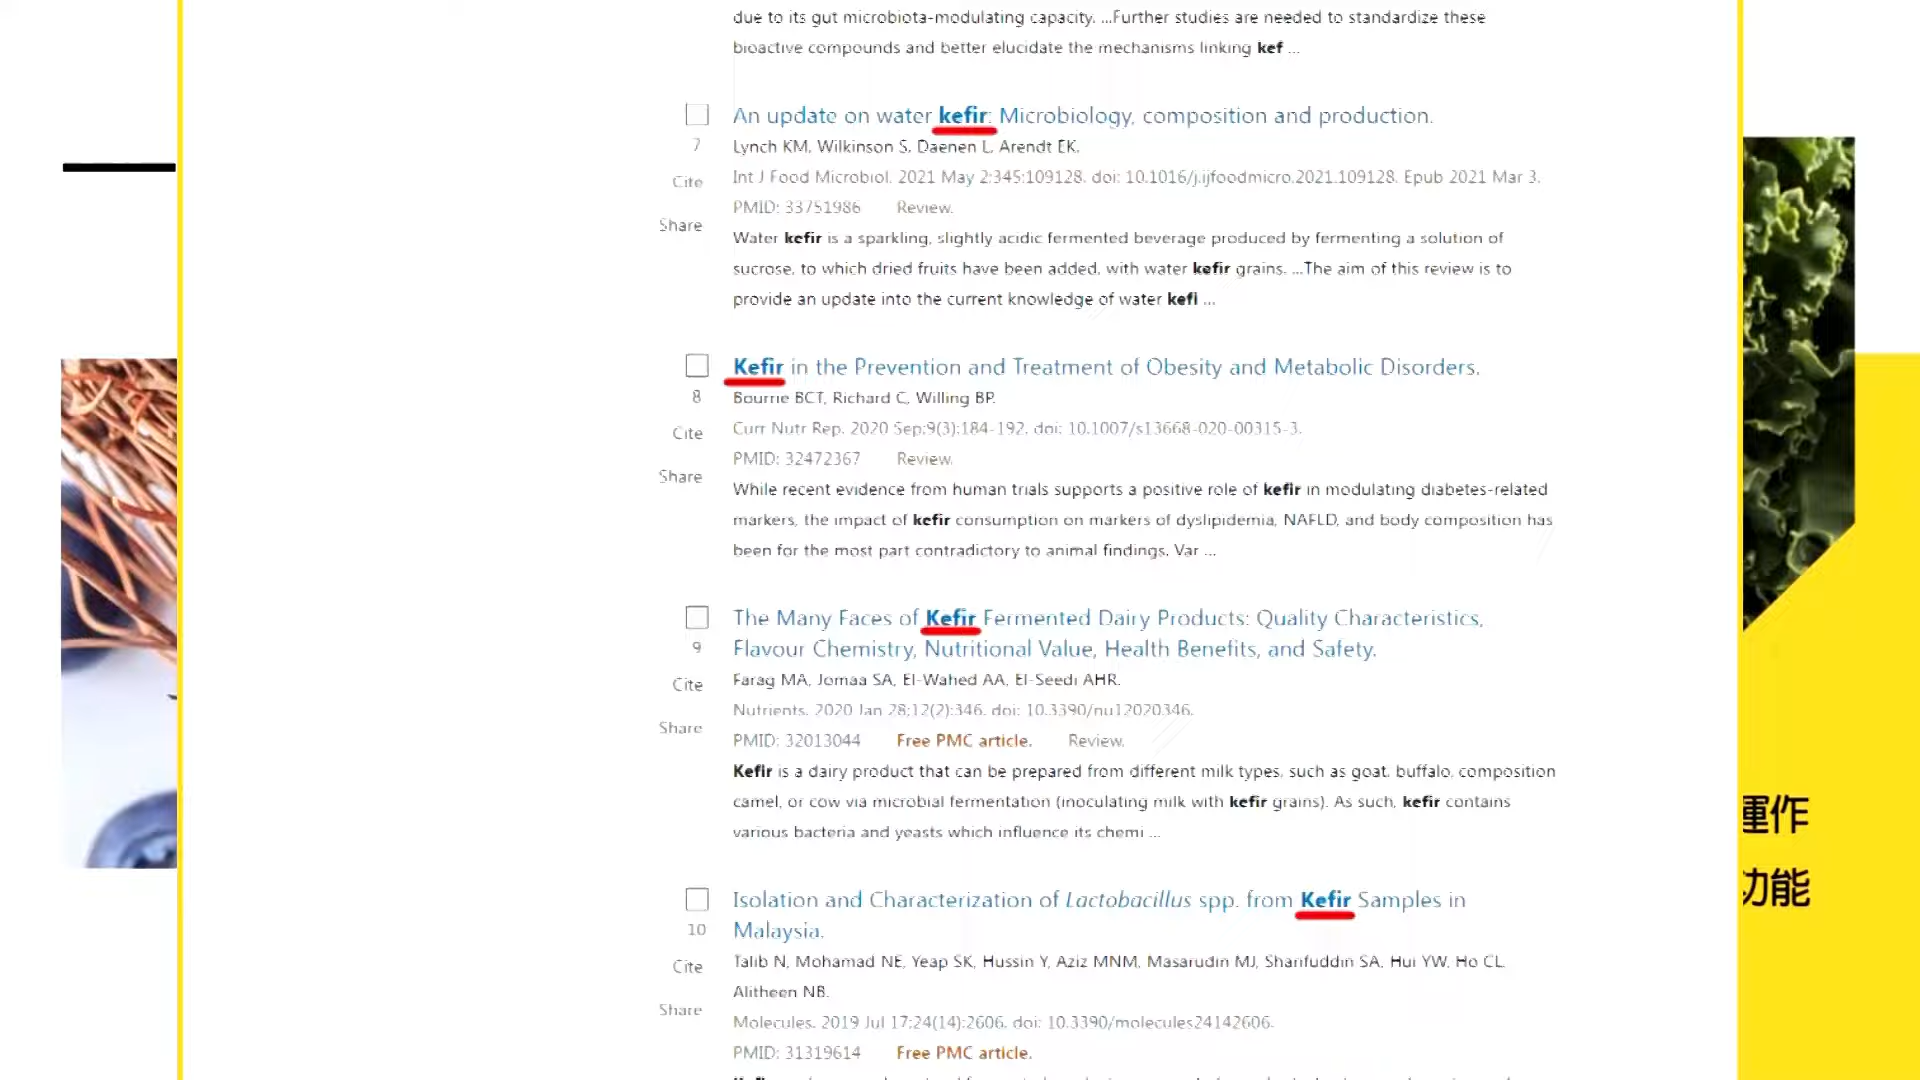 due to its gut microbiota-modulating capacity. ...Further studies are needed to standardize these
bioactive compounds and better elucidate the mechanisms linking kef ...
An update on water kefir: Microbiology, composition and production.
7
Lynch KM, Wilkinson S, Daenen L, Arendt EK.
Cite
Int J Food Microbiol. 2021 May 2;345:109128. doi: 10.1016/j.ijfoodmicro.2021.109128. Epub 2021 Mar 3.
PMID: 33751986 Review.
Share
Water kefir is a sparkling, slightly acidic fermented beverage produced by fermenting a solution of
sucrose, to which dried fruits have been added, with water kefir grains. ...The aim of this review is to
provide an update into the current knowledge of water kefi ...
Kefir in the Prevention and Treatment of Obesity and Metabolic Disorders.
8
Bourrie BCT, Richard C, Willing BP.
Cite
Curr Nutr Rep. 2020 Sep;9(3):184-192. doi: 10.1007/s13668-020-00315-3.
PMID: 32472367 Review.
Share
While recent evidence from human trials supports a positive role of kefir in modulating diabetes-related
markers, the impact of kefir consumption on markers of dyslipidemia, NAFLD, and body composition has
been for the most part contradictory to animal findings. Var ...
The Many Faces of Kefir Fermented Dairy Products: Quality Characteristics,
Flavour Chemistry, Nutritional Value, Health Benefits, and Safety.
9
Farag MA, Jomaa SA, El-Wahed AA, El-Seedi AHR.
Cite
Nutrients. 2020 Jan 28;12(2):346. doi: 10.3390/nu12020346.
PMID: 32013044 Free PMC article. Review.
Share
Kefir is a dairy product that can be prepared from different milk types, such as goat, buffalo, composition
camel, or cow via microbial fermentation (inoculating milk with kefir grains). As such, kefir contains
various bacteria and yeasts which influence its chemi ...
Isolation and Characterization of Lactobacillus spp. from Kefir Samples in
Malaysia.
10
Talib N, Mohamad NE, Yeap SK, Hussin Y, Aziz MNM, Masarudin MJ, Sharifuddin SA, Hui YW, Ho CL,
Alitheen NB.
Cite
Molecules. 2019 Jul 17;24(14):2606. doi: 10.3390/molecules24142606.
PMID: 31319614 Free PMC article.
Share
運作
功能